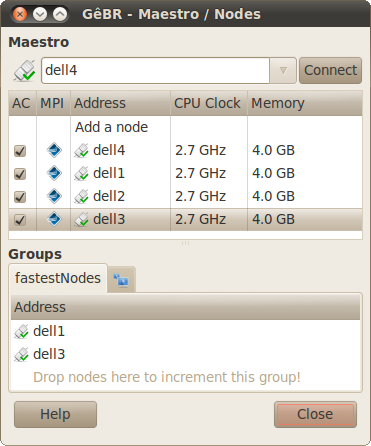 GêBR - Maestro / Nodes
Maestro
dell4 Connect
AC MPI Address CPU Clock Memory
Add a node
dell4 2.7 GHz 4.0 GB
dell1 2.7 GHz 4.0 GB
dell2 2.7 GHz 4.0 GB
dell3 2.7 GHz 4.0 GB
Groups
fastestNodes
Address
dell1
dell3
Drop nodes here to increment this group!
Help Close